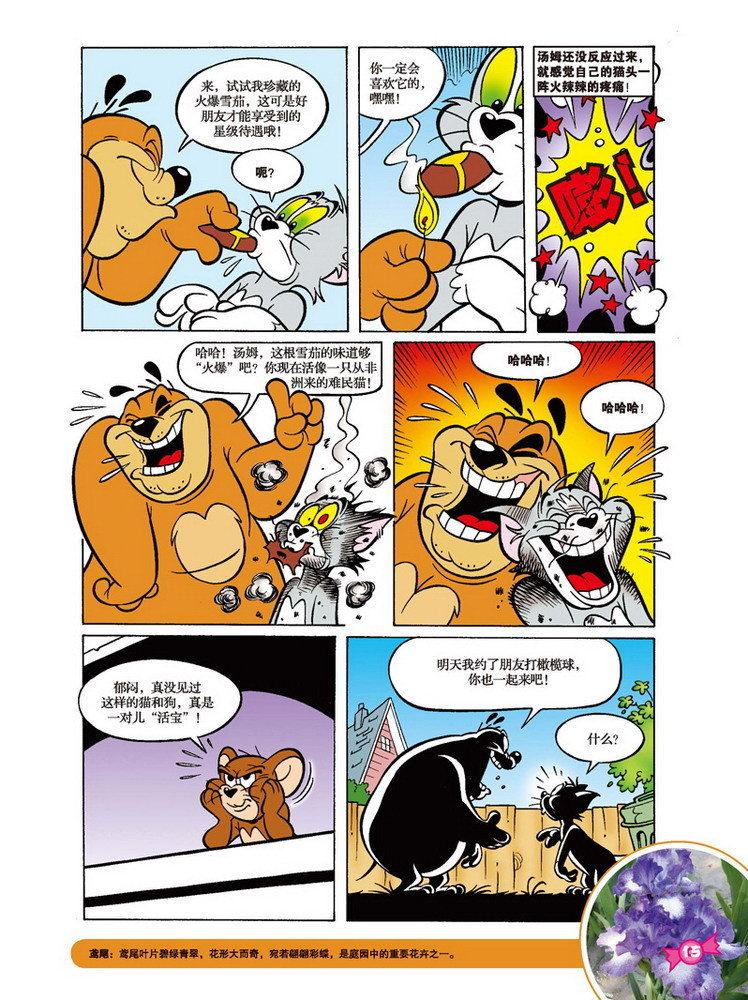 来，试试我珍藏的
火爆雪茄，这可是好
朋友才能享受到的
星级待遇哦！
呃？
你一定会
喜欢它的，
嘿嘿！
汤姆还没反应过来，
就感觉自己的猫头一
阵火辣辣的疼痛！
嘭！
哈哈！汤姆，这根雪茄的味道够
“火爆”吧？你现在活像一只从非
洲来的难民猫！
哈哈哈！
哈哈哈！
郁闷，真没见过
这样的猫和狗，真是
一对儿“活宝”！
明天我约了朋友打橄榄球，
你也一起来吧！
什么？
鸢尾：鸢尾叶片碧绿青翠，花形大而奇，宛若翩翩彩蝶，是庭园中的重要花卉之一。
15